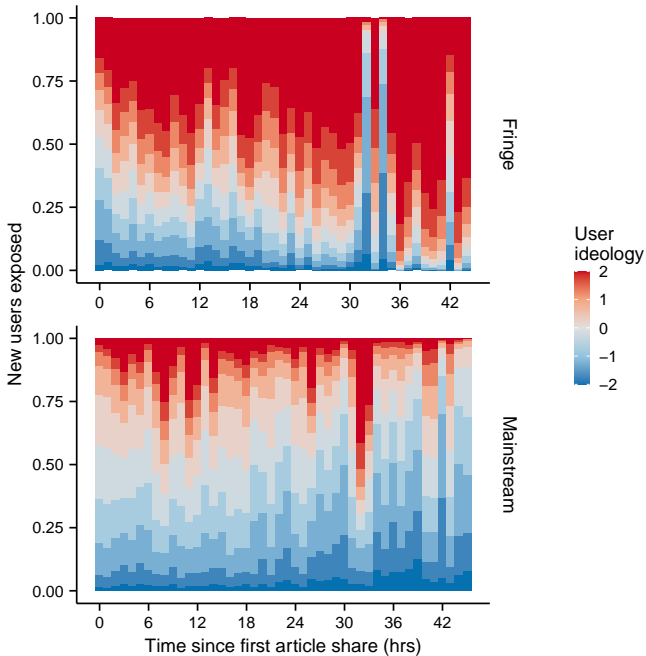 1.00
0.75
0.50
0.25
0.00
0 6 12 18 24 30 36 42
Fringe
New users exposed
1.00
0.75
0.50
0.25
0.00
0 6 12 18 24 30 36 42
Mainstream
Time since first article share (hrs)
User
ideology
2
1
0
−1
−2